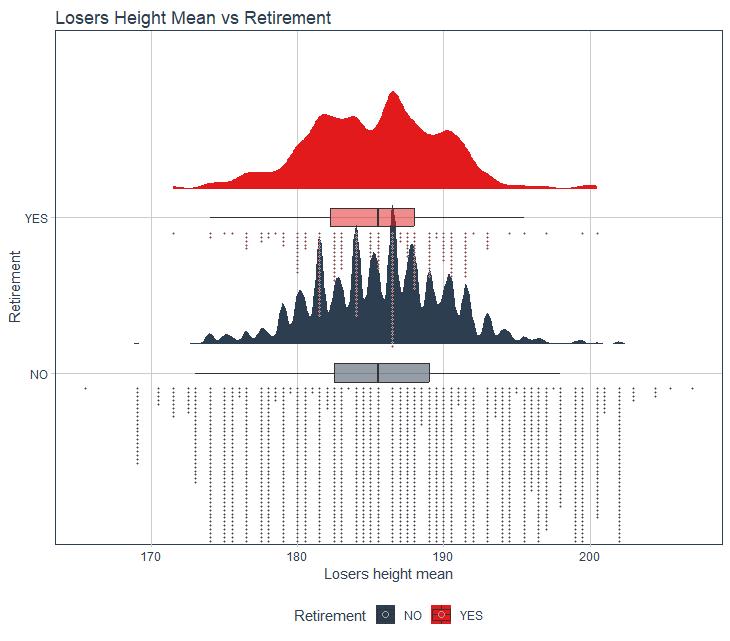 Losers Height Mean vs Retirement
YES
NO
Retirement
170 180 190 200
Losers height mean
Retirement NO YES